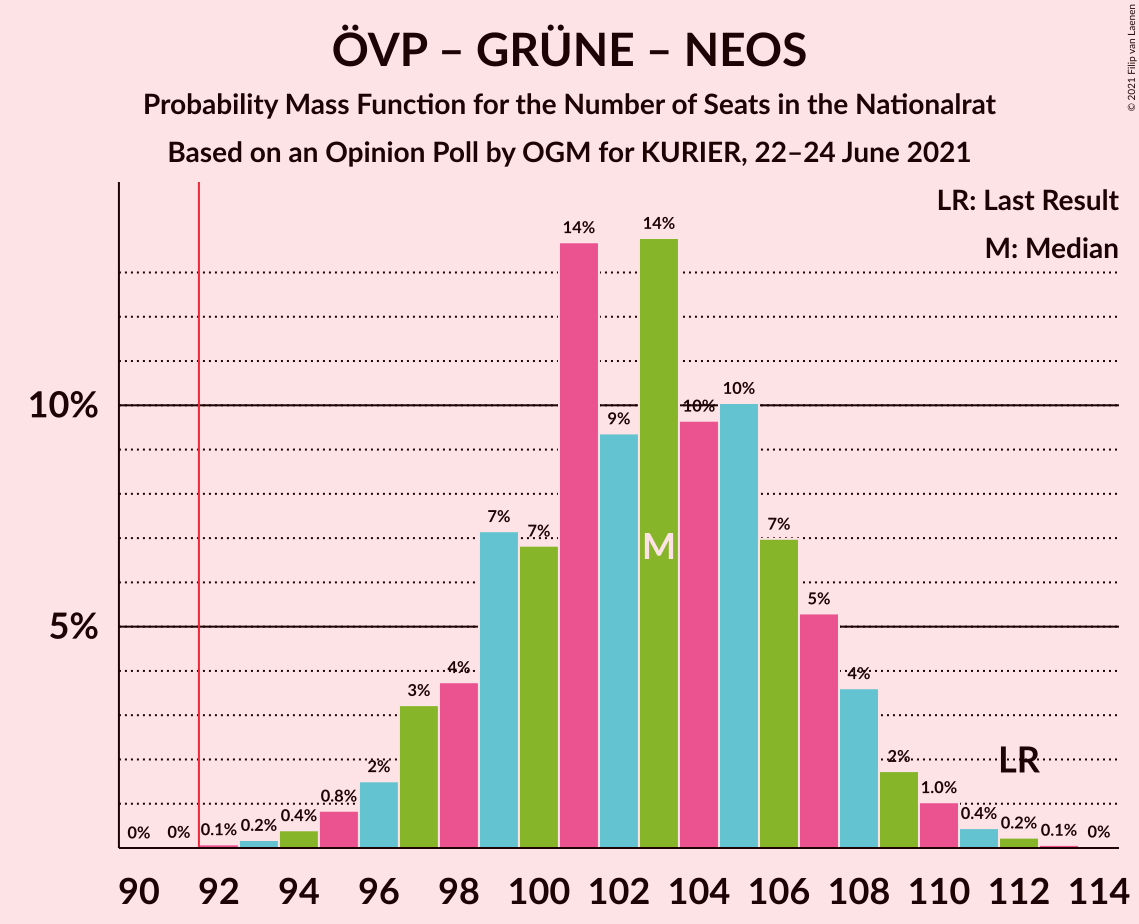 ÖVP – GRÜNE – NEOS
Probability Mass Function for the Number of Seats in the Nationalrat
Based on an Opinion Poll by OGM for KURIER, 22–24 June 2021
© 2021 Filip van Laenen
LR: Last Result
M: Median
10%
5%
0% 0% 0.1% 0.2% 0.4% 0.8% 2% 3% 4% 7% 7% 14% 9% 14% 10% 10% 7% 5% 4% 2% 1.0% 0.4% 0.2% 0.1% 0%
M
LR
90 92 94 96 98 100 102 104 106 108 110 112 114